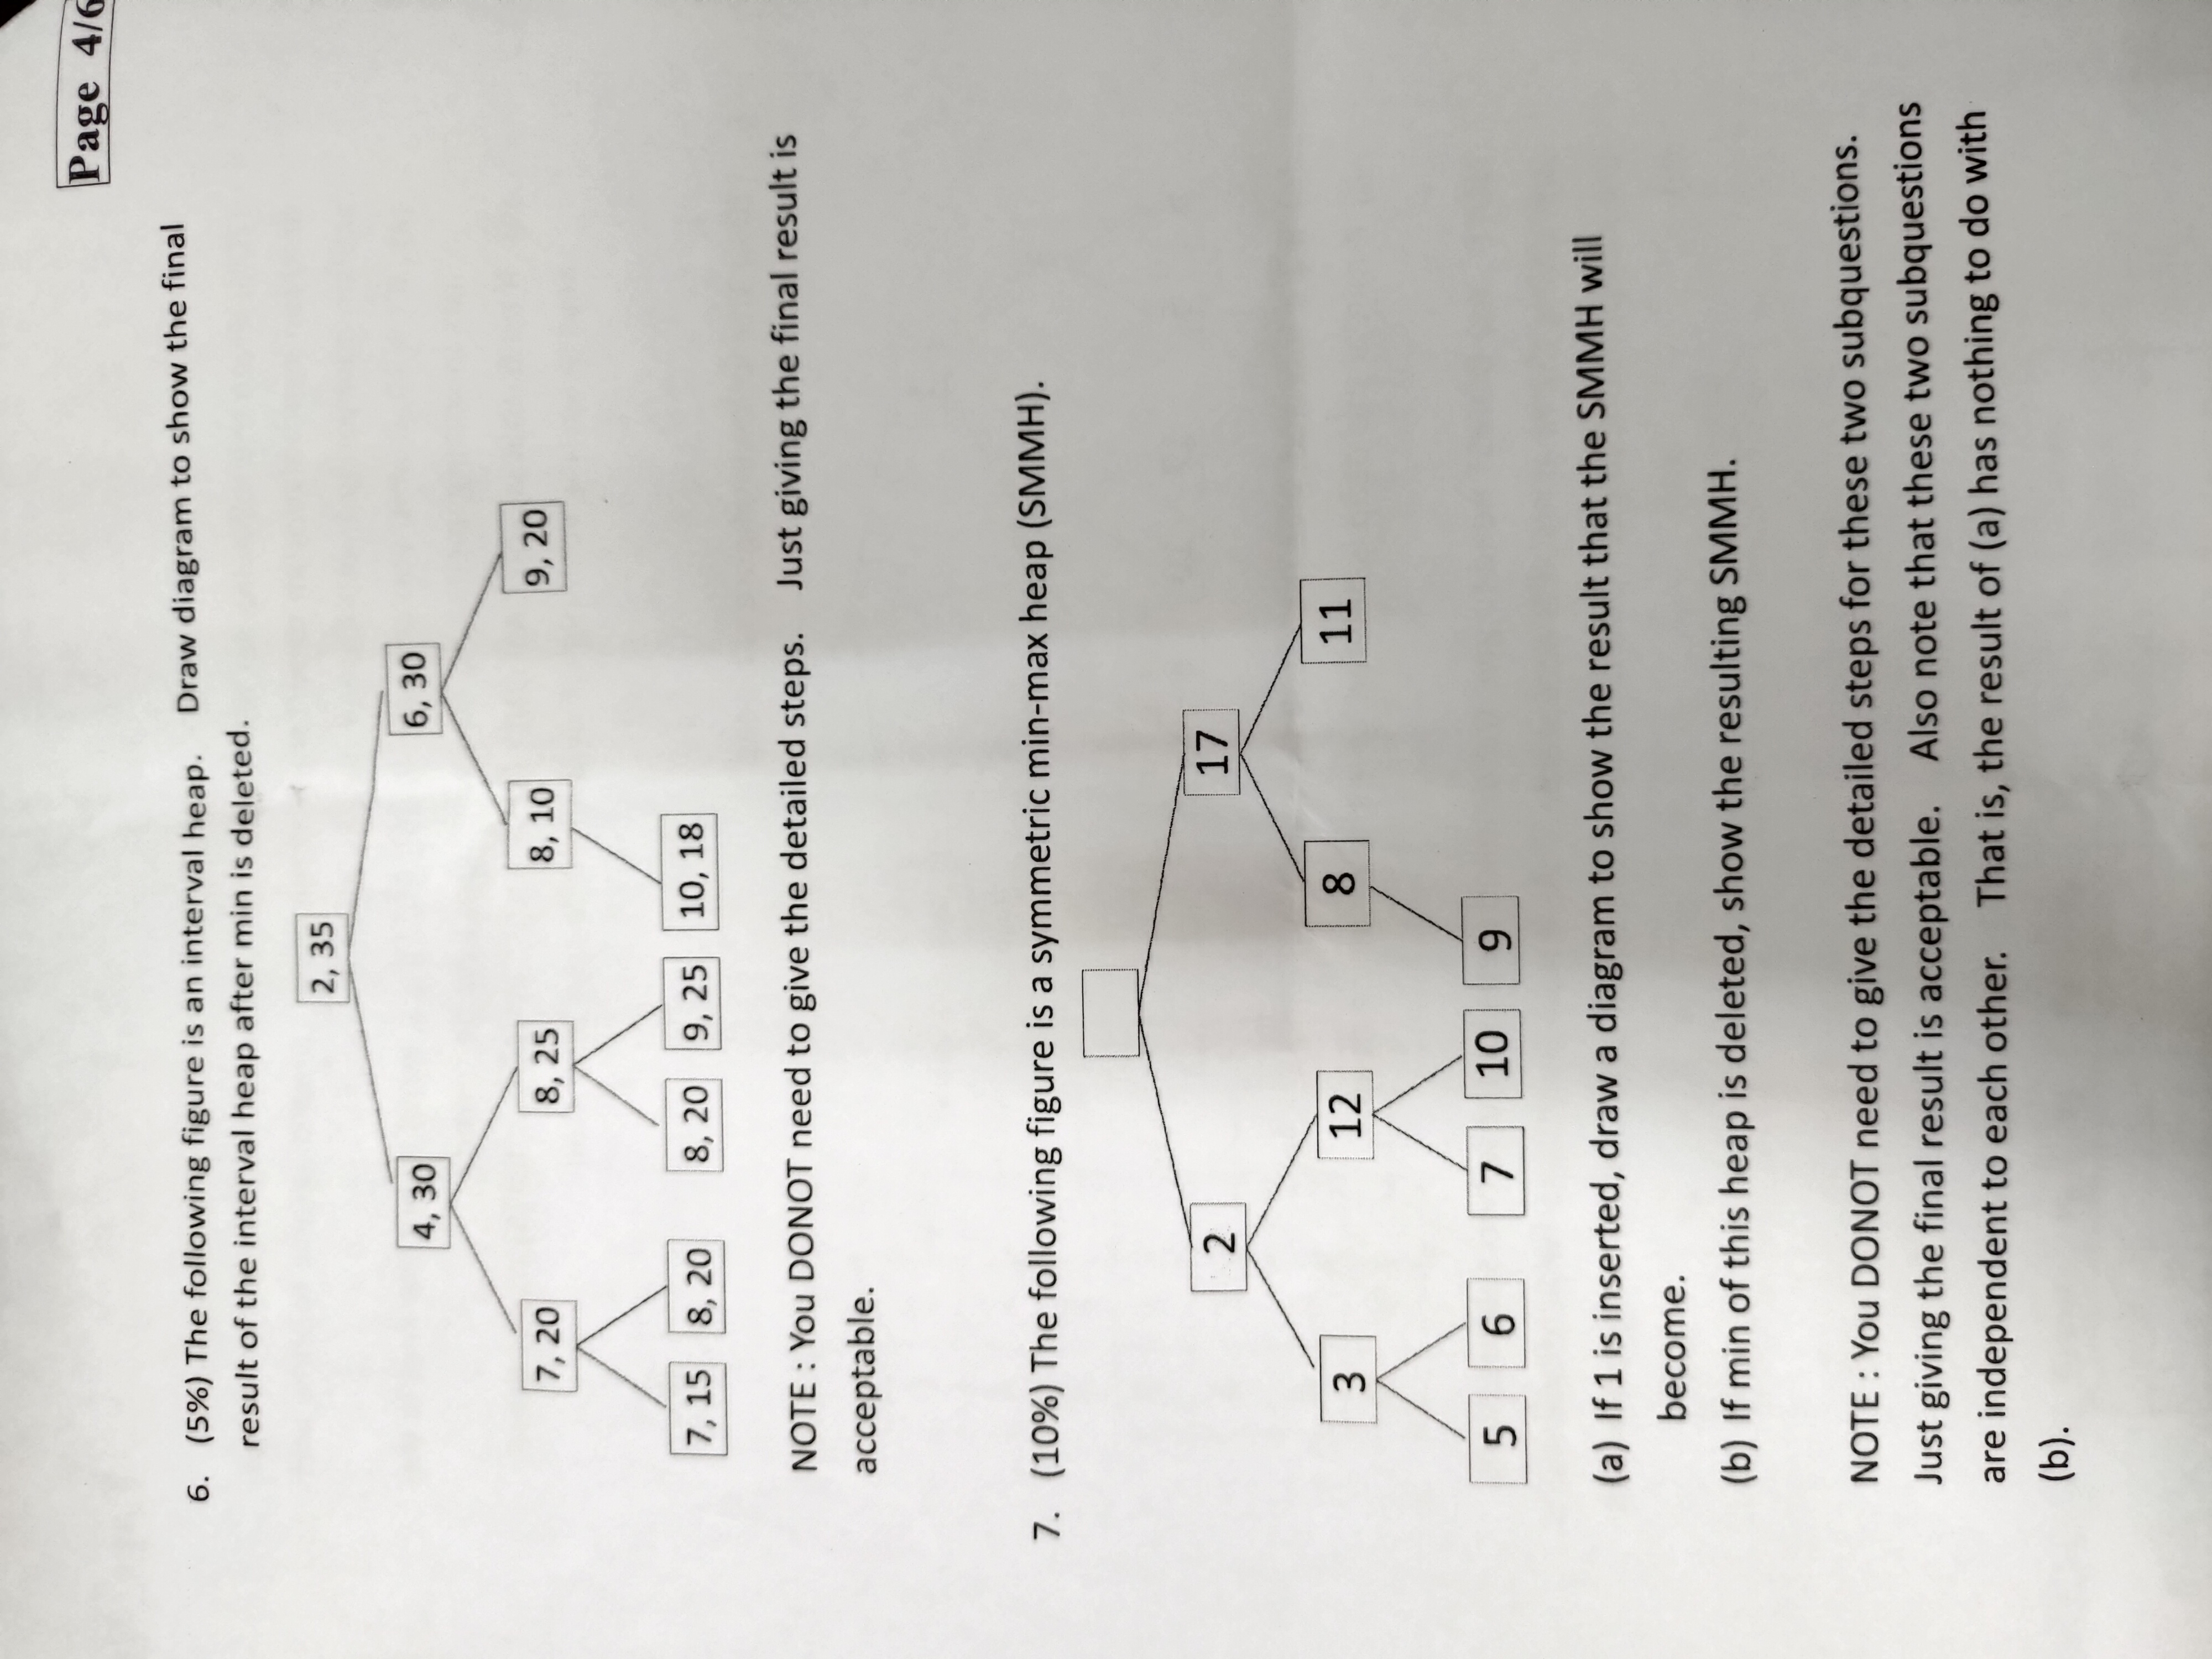 Page 4/6
6. (5%) The following figure is an interval heap. Draw diagram to show the final
result of the interval heap after min is deleted.
2, 35
4, 30 6, 30
7, 20 8, 25 8, 10 9, 20
7, 15 8, 20 8, 20 9, 25 10, 18
NOTE : You DONOT need to give the detailed steps. Just giving the final result is
acceptable.
7. (10%) The following figure is a symmetric min-max heap (SMMH).
2 17
3 12 8 11
5 6 7 10 9
(a) If 1 is inserted, draw a diagram to show the result that the SMMH will
become.
(b) If min of this heap is deleted, show the resulting SMMH.
NOTE : You DONOT need to give the detailed steps for these two subquestions.
Just giving the final result is acceptable. Also note that these two subquestions
are independent to each other. That is, the result of (a) has nothing to do with
(b).